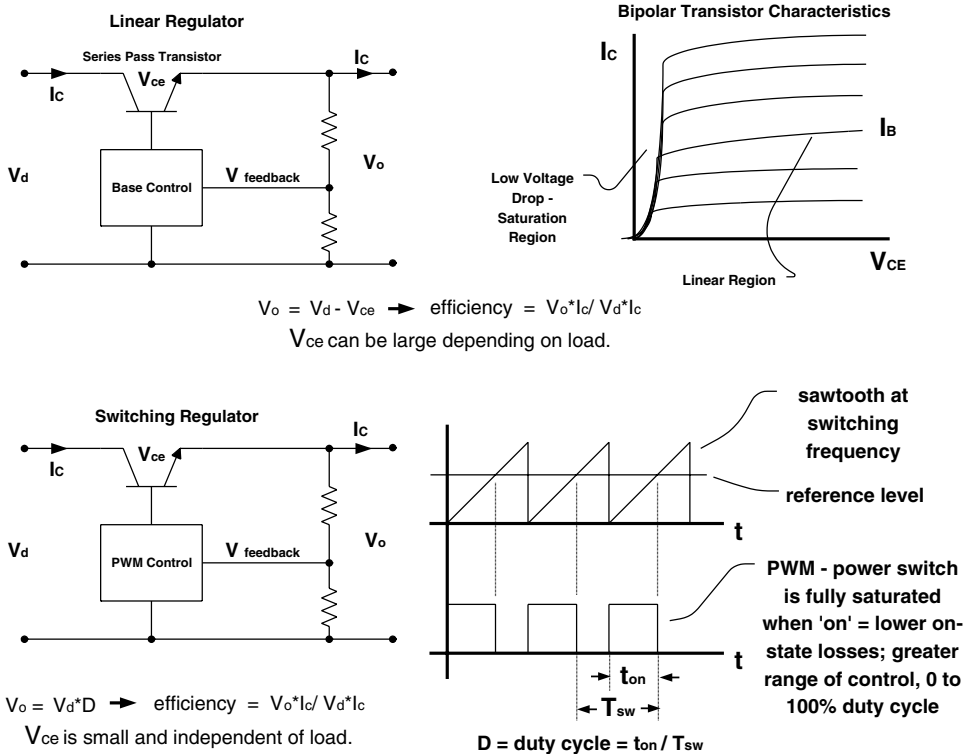 Linear Regulator
Series Pass Transistor
Vce
IC
IC
Vd
Base Control
V feedback
Vo
Bipolar Transistor Characteristics
IC
IB
Low Voltage
Drop -
Saturation
Region
VCE
Linear Region
Vo = Vd - Vce → efficiency = Vo*Ic/ Vd*Ic
Vce can be large depending on load.
Switching Regulator
Vce
IC
IC
Vd
PWM Control
V feedback
Vo
sawtooth at
switching
frequency
reference level
t
PWM - power switch
is fully saturated
when 'on' = lower on-
state losses; greater
range of control, 0 to
100% duty cycle
t
ton
Tsw
Vo = Vd*D → efficiency = Vo*Ic/ Vd*Ic
Vce is small and independent of load.
D = duty cycle = ton / Tsw